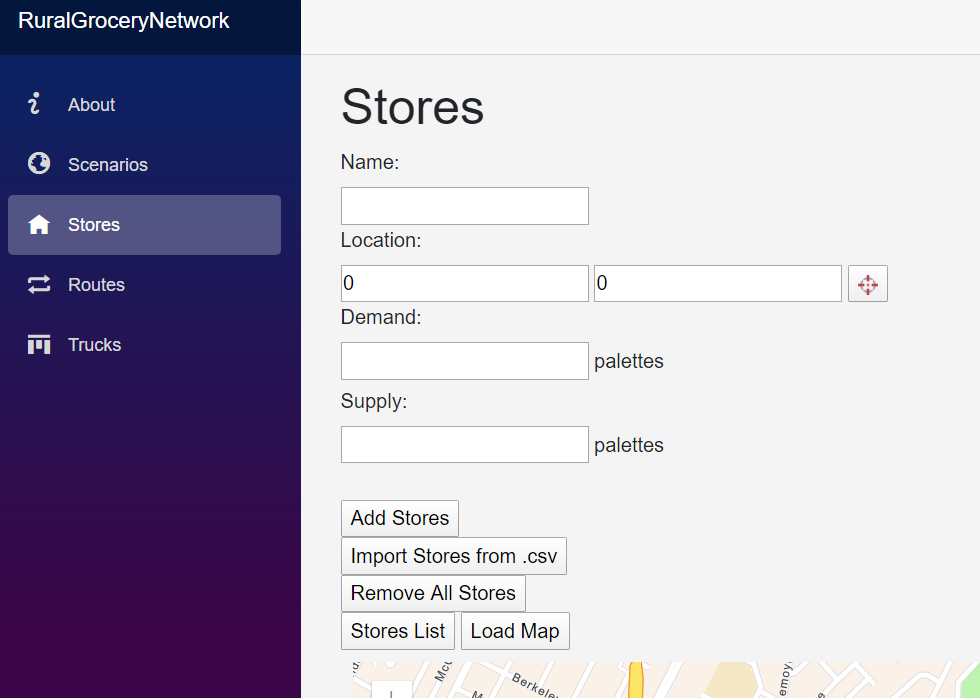 RuralGroceryNetwork
About
Scenarios
Stores
Routes
Trucks
Stores
Name:
Location:
0 0
Demand:
palettes
Supply:
palettes
Add Stores
Import Stores from .csv
Remove All Stores
Stores List Load Map